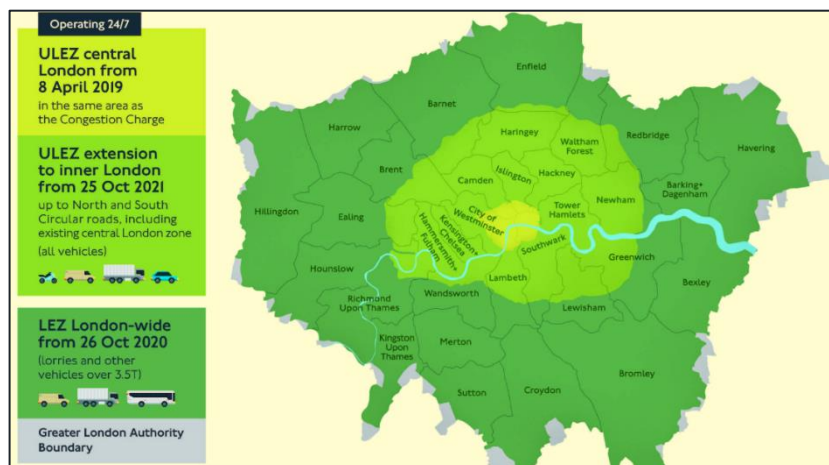 Operating 24/7
ULEZ central
London from
8 April 2019
in the same area as
the Congestion Charge
ULEZ extension
to inner London
from 25 Oct 2021
up to North and South
Circular roads, including
existing central London zone
(all vehicles)
LEZ London-wide
from 26 Oct 2020
(lorries and other
vehicles over 3.5T)
Greater London Authority
Boundary
Enfield
Barnet
Harrow
Haringey
Waltham
Forest
Redbridge
Havering
Brent
Camden
Islington
Hackney
Barking+
Dagenham
Hillingdon
Ealing
City of
Westminster
Tower
Hamlets
Newham
Kensington+
Chelsea
Hammersmith+
Fulham
Southwark
Greenwich
Hounslow
Lambeth
Bexley
Richmond
Upon Thames
Wandsworth
Lewisham
Kingston
Upon
Thames
Merton
Sutton
Croydon
Bromley